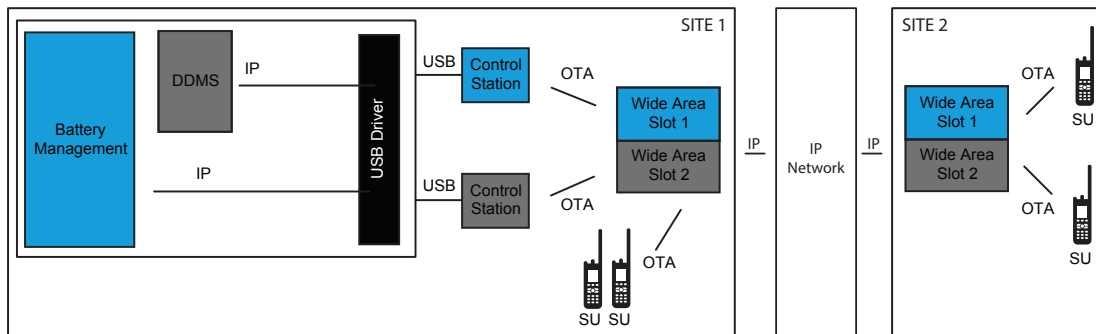 SITE 1
SITE 2
DDMS
IP
USB
Control
Station
OTA
Battery
Management
USB Driver
Wide Area
Slot 1
Wide Area
Slot 2
IP
IP
Network
IP
Wide Area
Slot 1
Wide Area
Slot 2
OTA
SU
IP
USB
Control
Station
OTA
OTA
SU
SU
OTA
SU